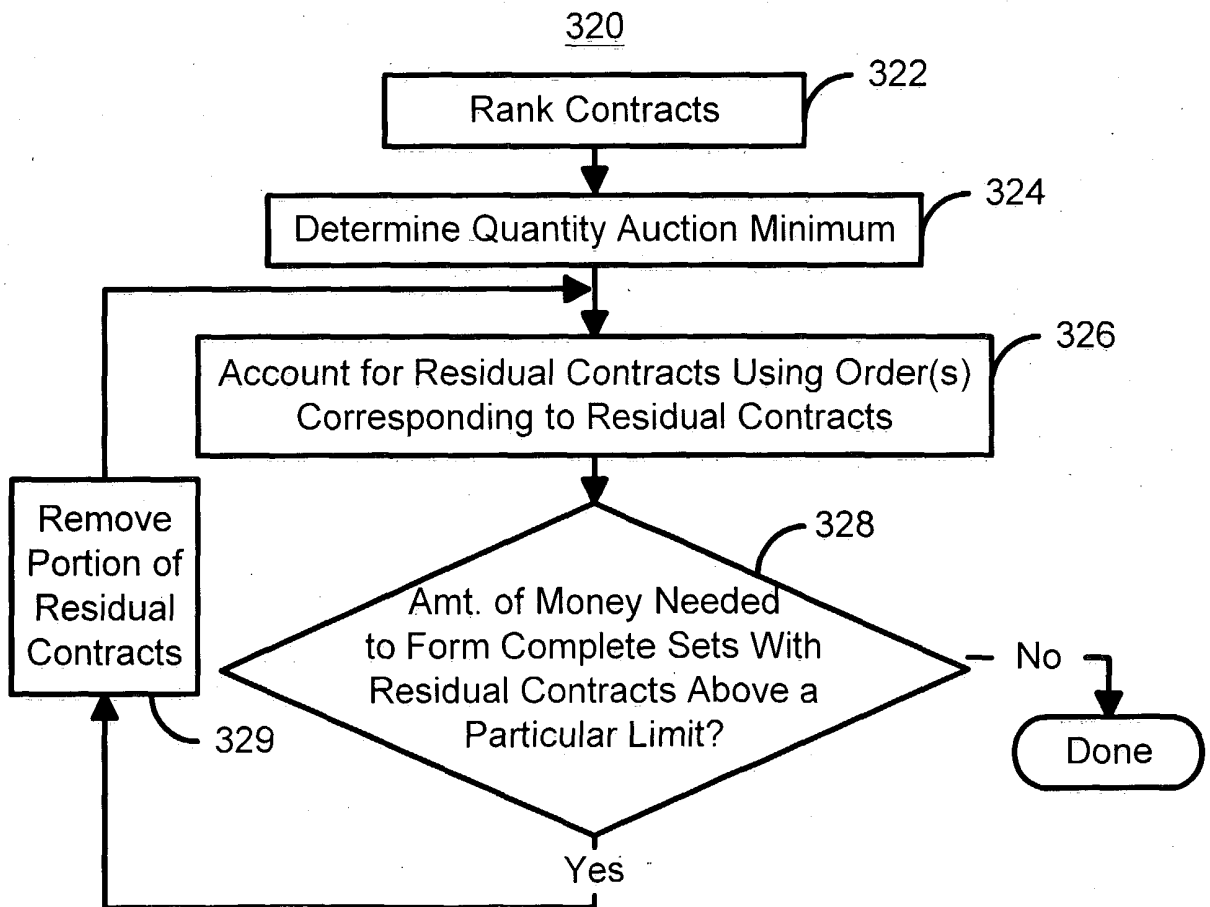 320
322
Rank Contracts
324
Determine Quantity Auction Minimum
326
Account for Residual Contracts Using Order(s)
Corresponding to Residual Contracts
Remove
Portion of
Residual
Contracts
329
328
Amt. of Money Needed
to Form Complete Sets With
Residual Contracts Above a
Particular Limit?
No
Done
Yes